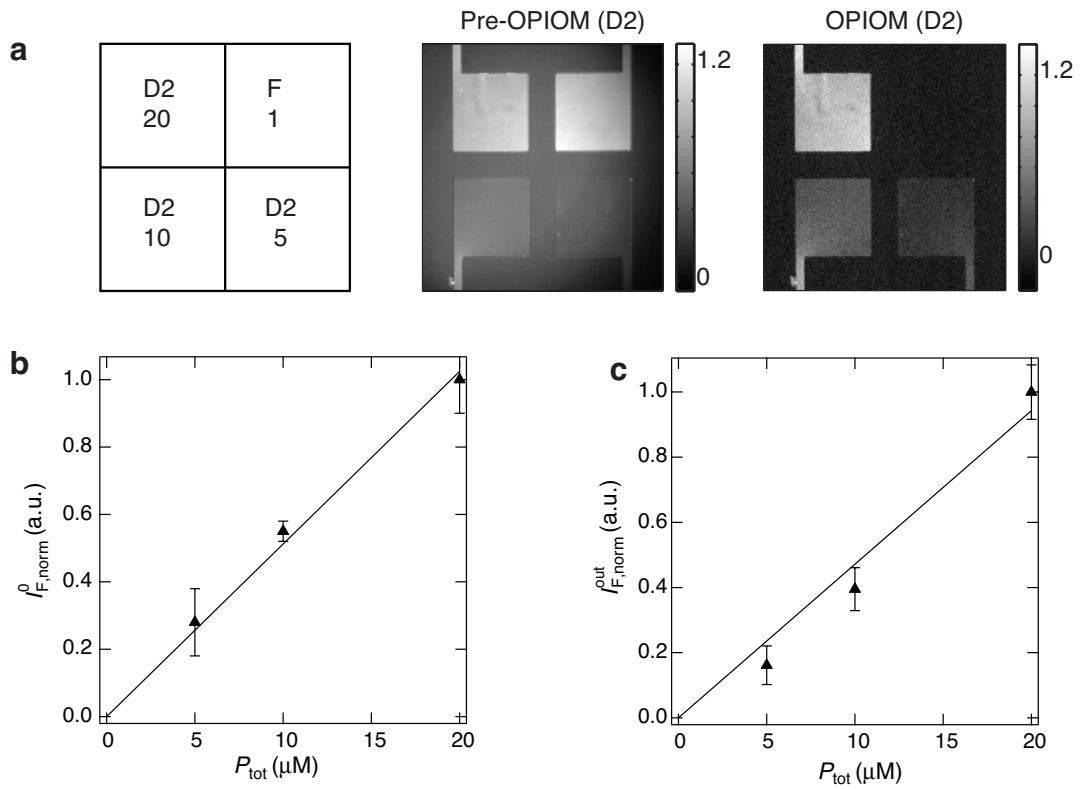 a
D2
20
F
1
D2
10
D2
5
Pre-OPIOM (D2)
1.2
0
OPIOM (D2)
1.2
0
b
1.0
0.8
0.6
0.4
0.2
0.0
I⁰F,norm (a.u.)
0 5 10 15 20
Ptot (μM)
c
1.0
0.8
0.6
0.4
0.2
0.0
IoutF,norm (a.u.)
0 5 10 15 20
Ptot (μM)